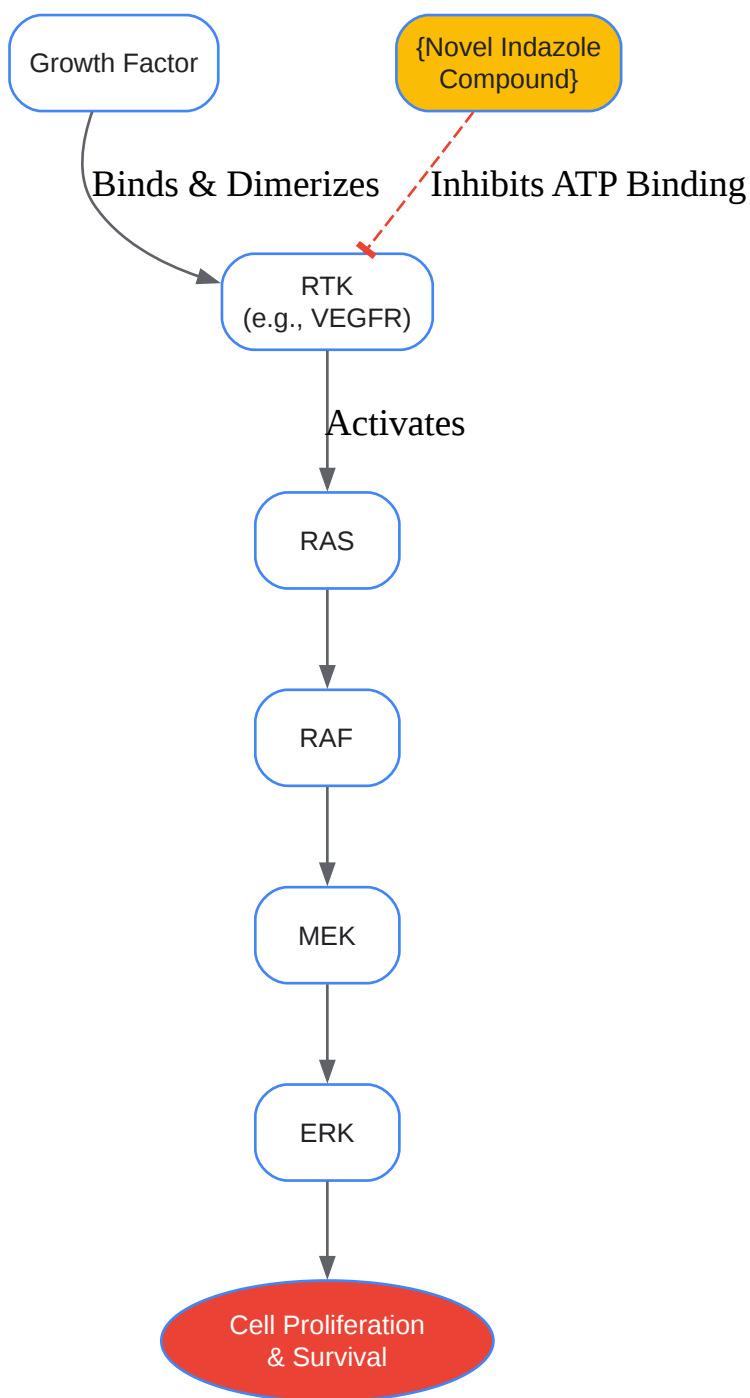 Growth Factor
{Novel Indazole
Compound}
Binds & Dimerizes
Inhibits ATP Binding
RTK
(e.g., VEGFR)
Activates
RAS
RAF
MEK
ERK
Cell Proliferation
& Survival